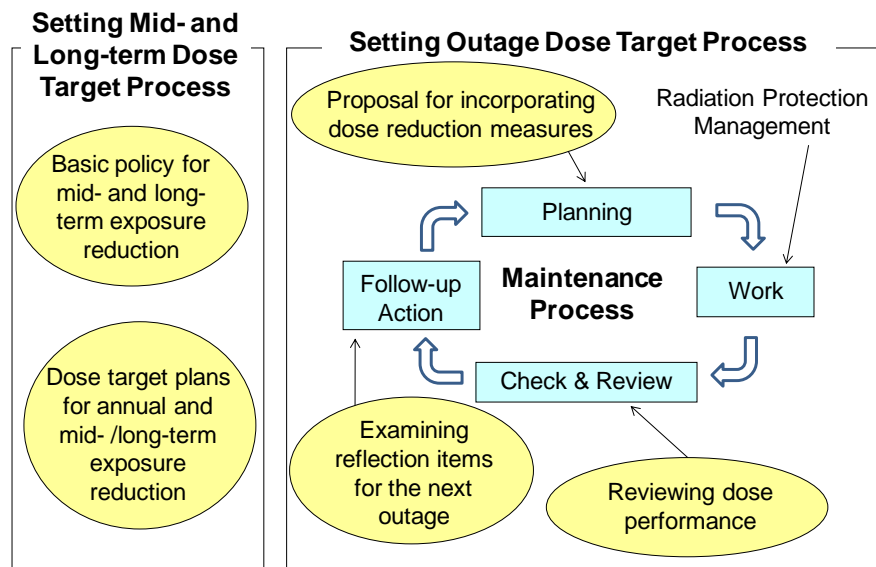 Setting Mid- and
Long-term Dose
Target Process
Basic policy for
mid- and long-
term exposure
reduction
Dose target plans
for annual and
mid- /long-term
exposure
reduction
Setting Outage Dose Target Process
Proposal for incorporating
dose reduction measures
Radiation Protection
Management
Planning
Follow-up
Action
Maintenance
Process
Work
Check & Review
Examining
reflection items
for the next
outage
Reviewing dose
performance